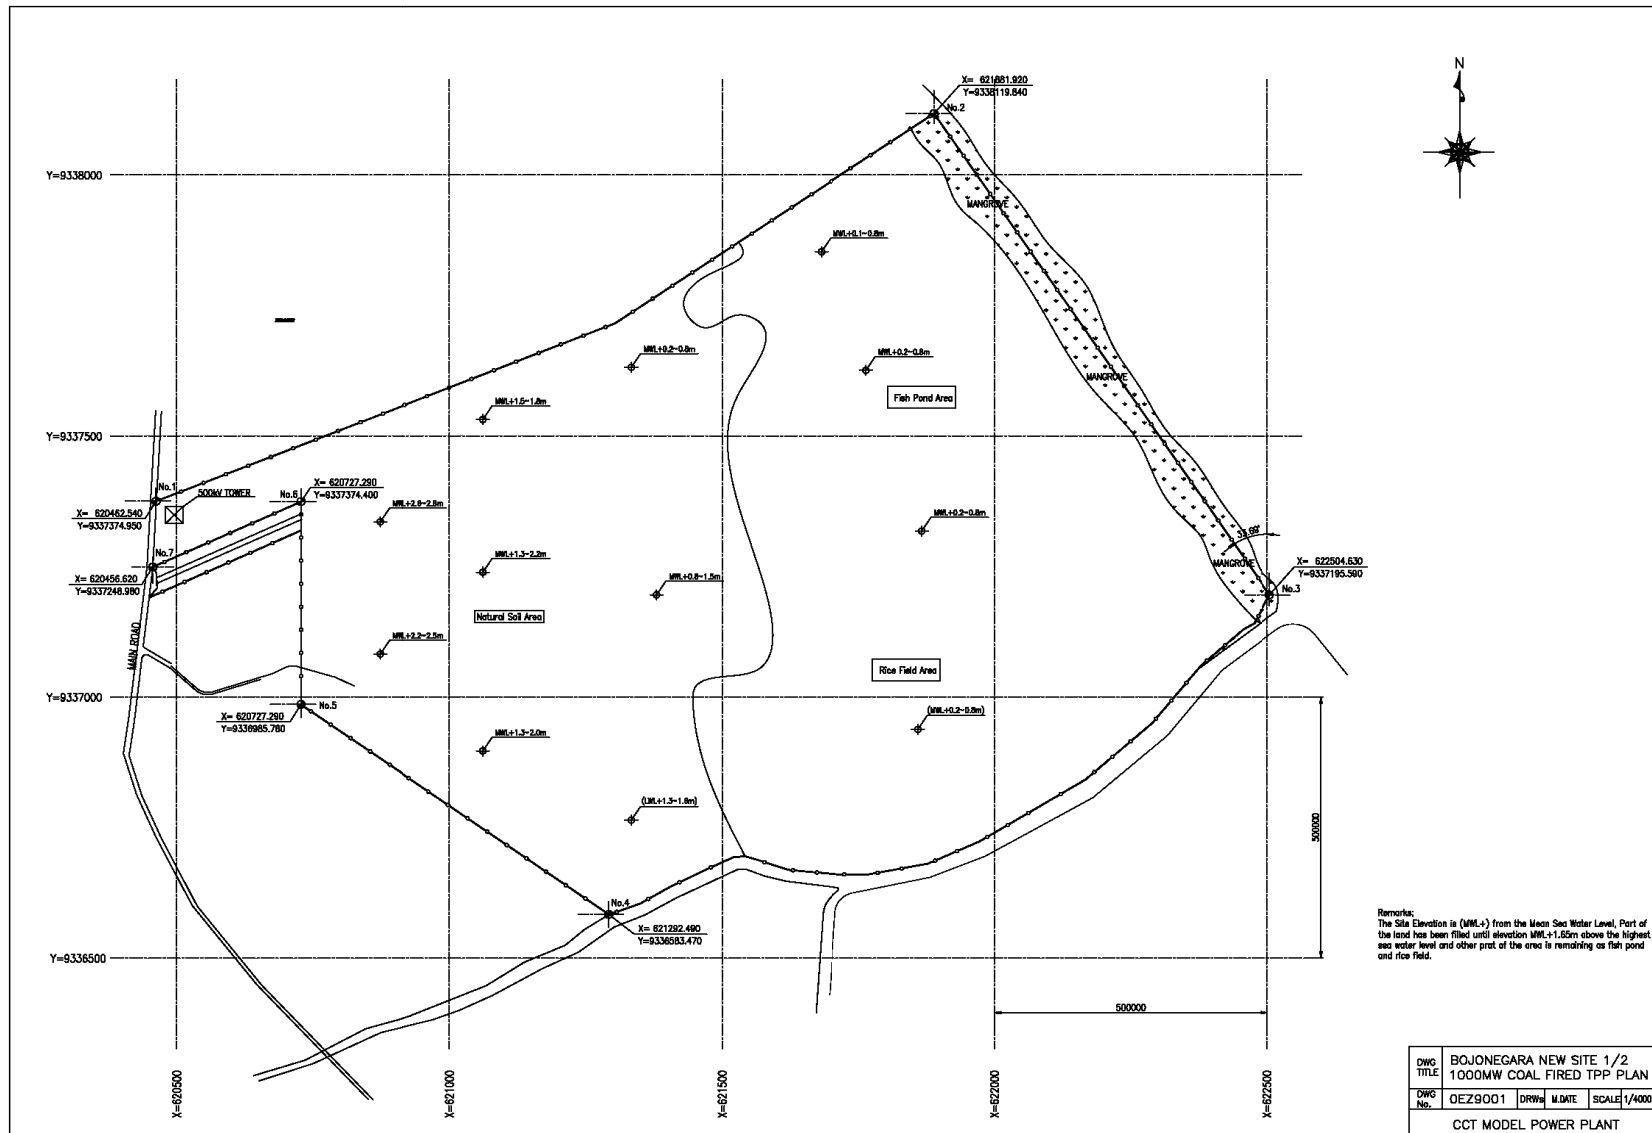 N
X= 621881.920
Y=9338119.840
No.2
Y=9338000
MANGROVE
MWL+0.1~0.8m
MWL+0.2~0.8m
MWL+0.2~0.8m
MANGROVE
Fish Pond Area
MWL+1.5~1.8m
Y=9337500
No.1
500kV TOWER
No.6
X= 620727.290
Y=9337374.400
X= 620462.540
Y=9337374.950
MWL+2.6~2.8m
MWL+0.2~0.8m
33.69°
No.7
MWL+1.3~2.2m
MANGROVE
X= 622504.630
Y=9337195.590
X= 620456.620
Y=9337248.980
MWL+0.8~1.5m
No.3
Natural Soil Area
MAIN ROAD
MWL+2.2~2.5m
Rice Field Area
Y=9337000
No.5
X= 620727.290
Y=9336985.760
(MWL+0.2~0.8m)
MWL+1.3~2.0m
(LWL+1.3~1.8m)
500000
No.4
X= 621292.490
Y=9336583.470
Y=9336500
Remarks;
The Site Elevation is (MWL+) from the Mean Sea Water Level, Part of
the land has been filled until elevation MWL+1.65m above the highest
sea water level and other prat of the area is remaining as fish pond
and rice field.
500000
X=620500
X=621000
X=621500
X=622000
X=622500
DWG TITLE
BOJONEGARA NEW SITE 1/2
1000MW COAL FIRED TPP PLAN
DWG No.
0EZ9001
DRWs
M.DATE
SCALE
1/4000
CCT MODEL POWER PLANT